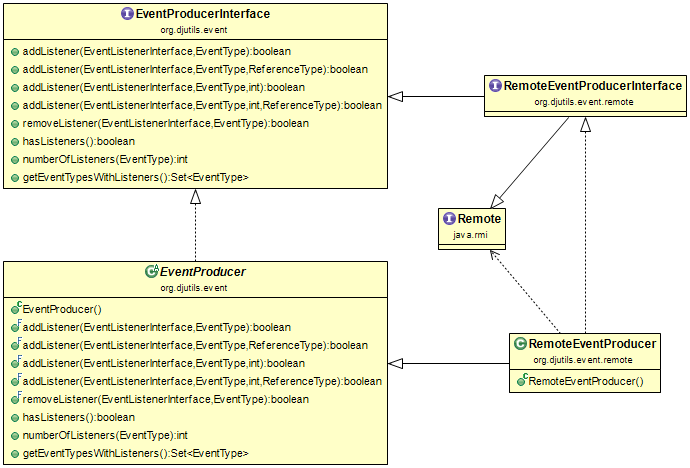 EventProducerInterface
org.djutils.event
addListener(EventListenerInterface,EventType):boolean
addListener(EventListenerInterface,EventType,ReferenceType):boolean
addListener(EventListenerInterface,EventType,int):boolean
addListener(EventListenerInterface,EventType,int,ReferenceType):boolean
removeListener(EventListenerInterface,EventType):boolean
hasListeners():boolean
numberOfListeners(EventType):int
getEventTypesWithListeners():Set<EventType>
RemoteEventProducerInterface
org.djutils.event.remote
Remote
java.rmi
EventProducer
org.djutils.event
EventProducer()
addListener(EventListenerInterface,EventType):boolean
addListener(EventListenerInterface,EventType,ReferenceType):boolean
addListener(EventListenerInterface,EventType,int):boolean
addListener(EventListenerInterface,EventType,int,ReferenceType):boolean
removeListener(EventListenerInterface,EventType):boolean
hasListeners():boolean
numberOfListeners(EventType):int
getEventTypesWithListeners():Set<EventType>
RemoteEventProducer
org.djutils.event.remote
RemoteEventProducer()